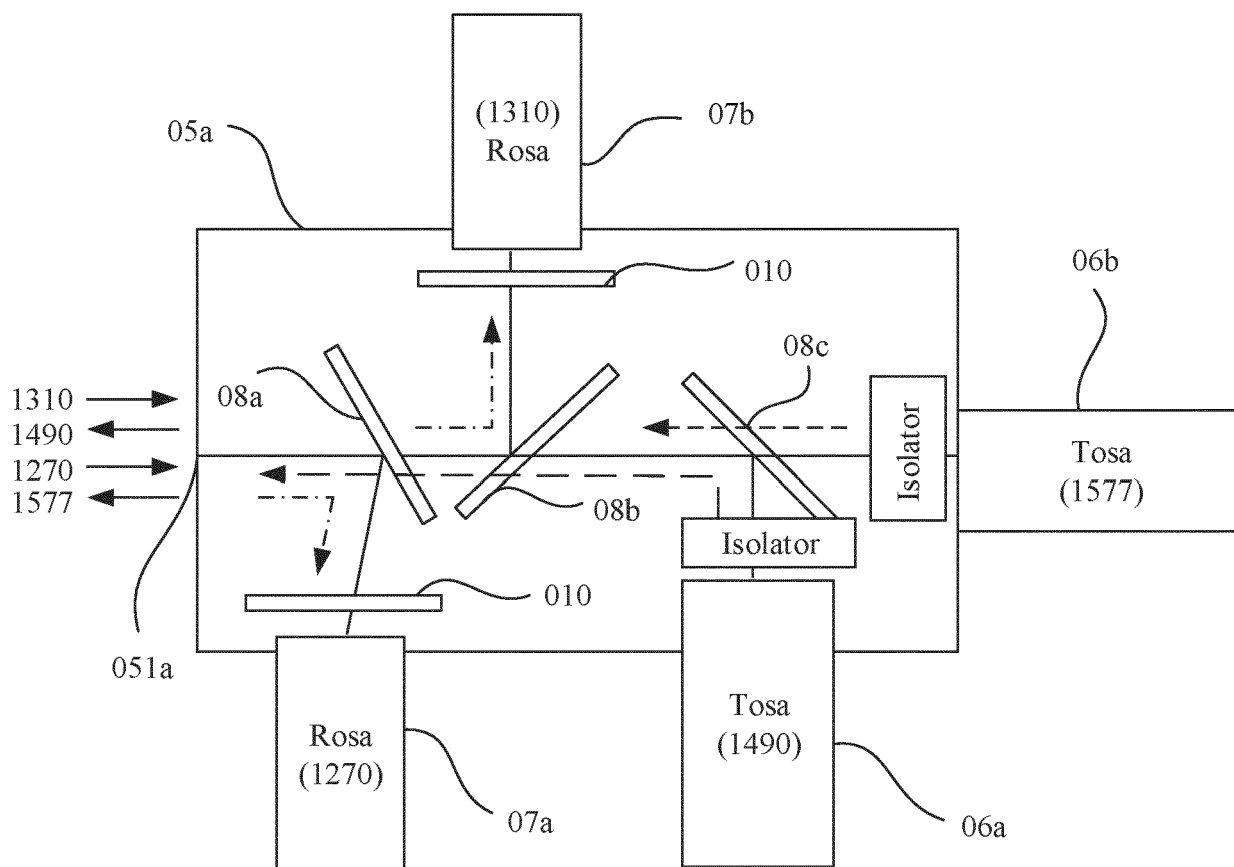 (1310)
Rosa
07b
05a
010
06b
08c
1310
1490
1270
1577
08a
Isolator
Tosa
(1577)
08b
Isolator
010
051a
Rosa
(1270)
Tosa
(1490)
07a
06a